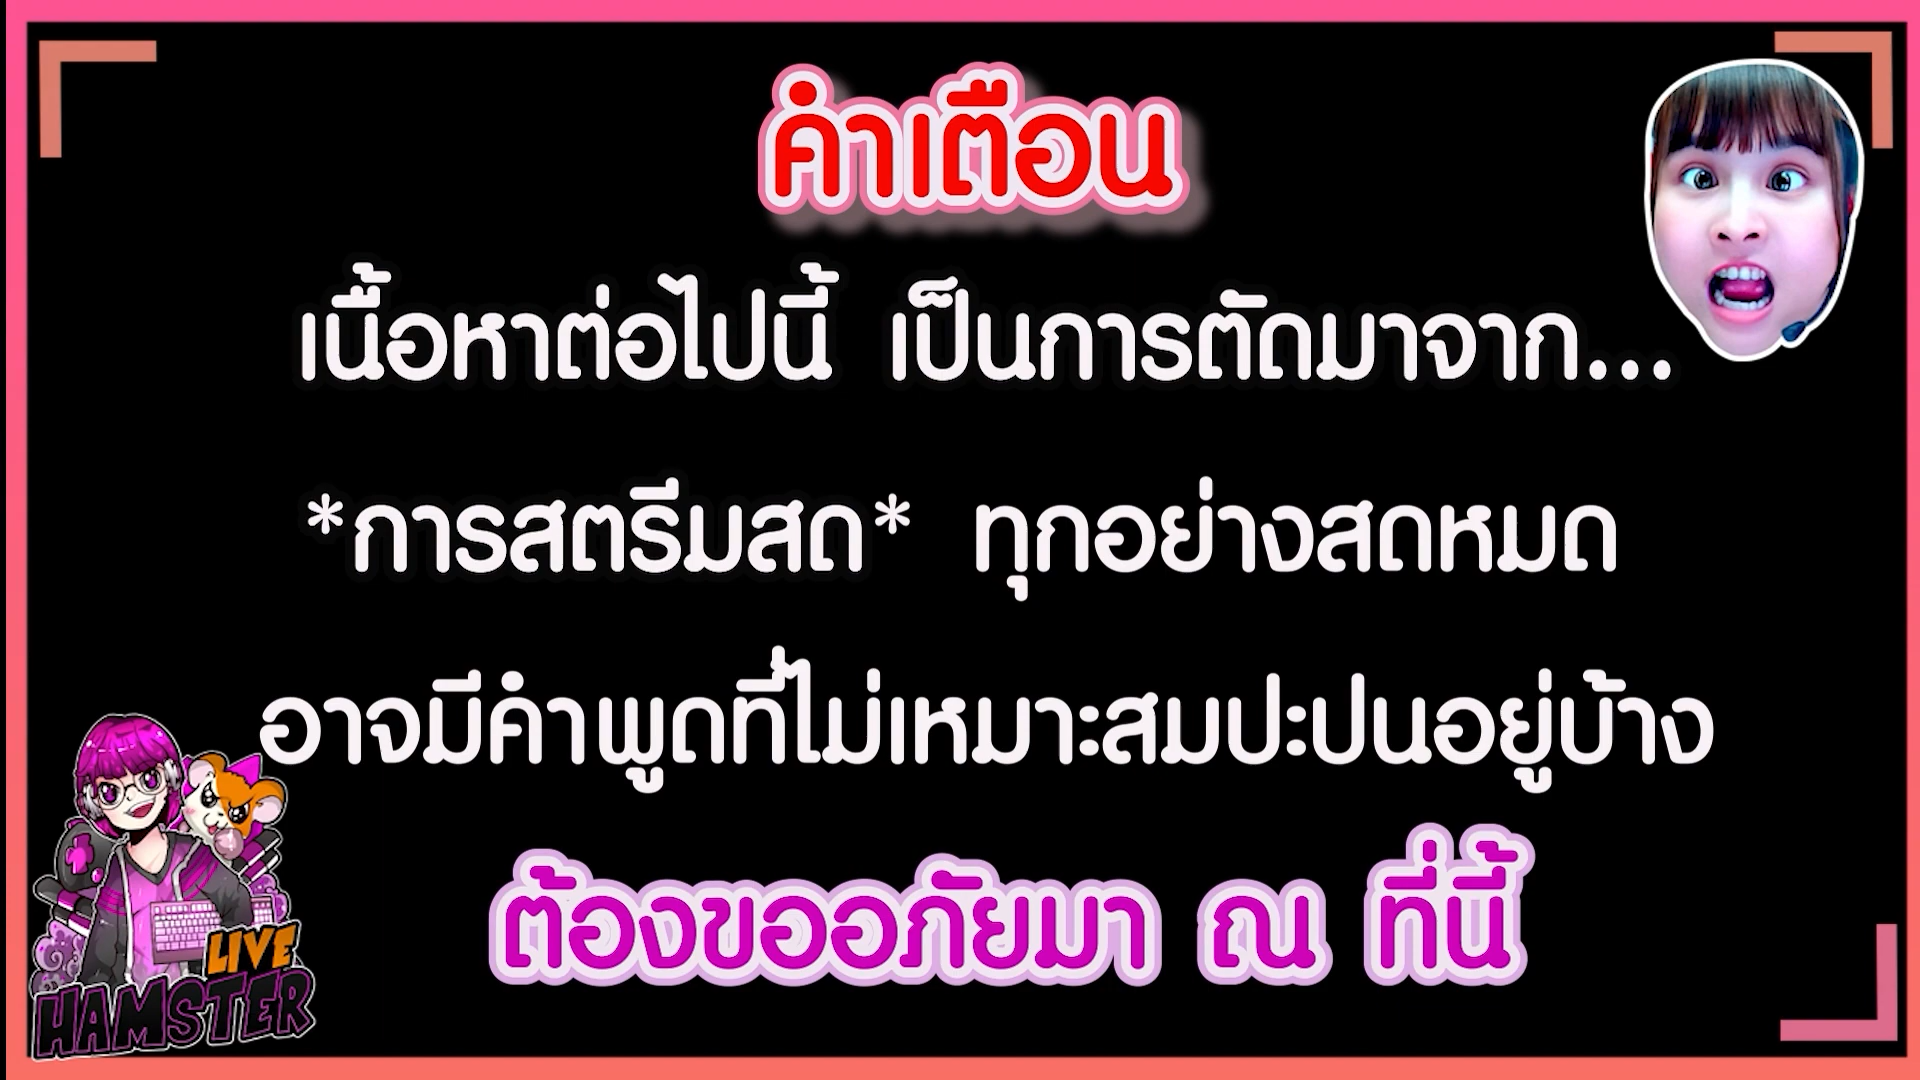 คำเตือน
เนื้อหาต่อไปนี้ เป็นการตัดมาจาก...
*การสตรีมสด* ทุกอย่างสดหมด
อาจมีคำพูดที่ไม่เหมาะสมปะปนอยู่บ้าง
ต้องขออภัยมา ณ ที่นี้
LIVE
HAMSTER